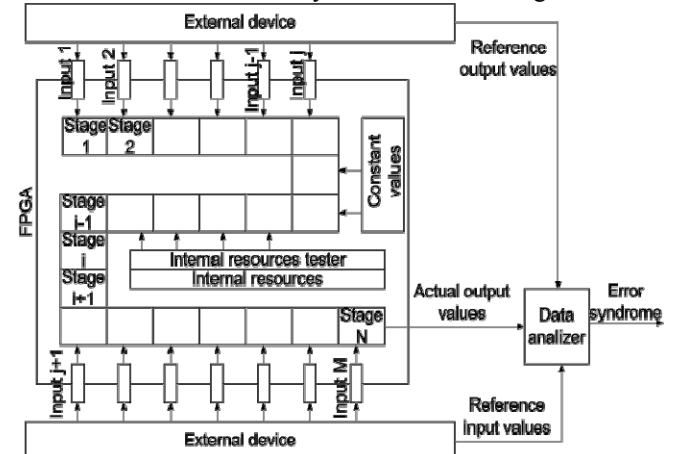 External device
Reference
output values
Input 1
Input 2
Input j-1
Input j
Stage
1
Stage
2
Constant
values
FPGA
Stage
i-1
Stage
i
Stage
i+1
Internal resources tester
Internal resources
Actual output
values
Error
syndrome
Data
analizer
Stage
N
Input j+1
Input M
Reference
Input values
External device